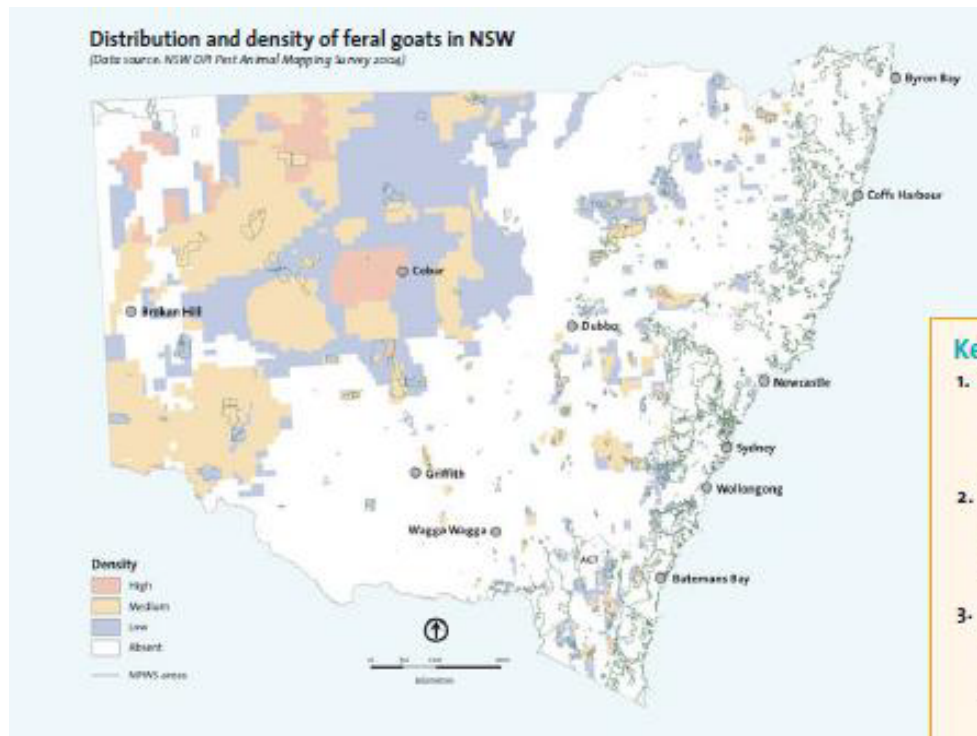 Distribution and density of feral goats in NSW
(Data source. NSW DPI Pest Animal Mapping Survey 2004)
Byron Bay
Coffs Harbour
Cobar
Broken Hill
Dubbo
Ke
1.
Newcastle
Sydney
Griffith
Wollongong
2.
Wagga Wagga
ACT
Batemans Bay
Density
High
Medium
Low
Absent
NPWS areas
3.
kilometres